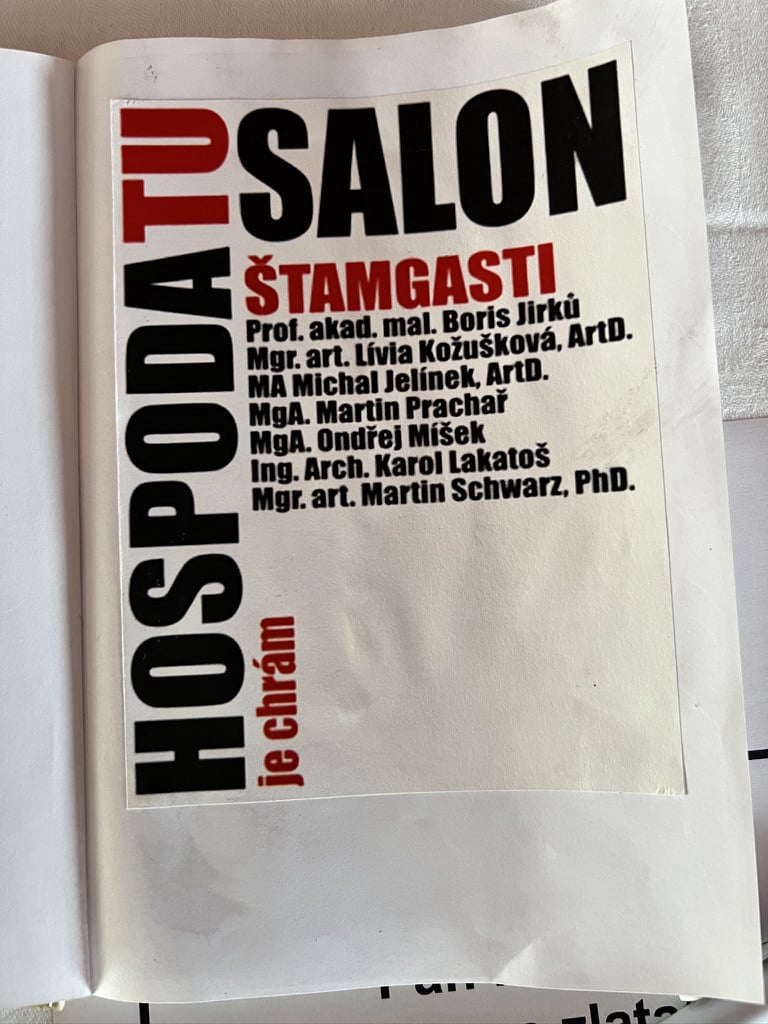 HOSPODA TU
SALON
ŠTAMGASTI
Prof. akad. mal. Boris Jirků
Mgr. art. Lívia Kožušková, ArtD.
MA Michal Jelínek, ArtD.
MgA. Martin Prachař
MgA. Ondřej Míšek
Ing. Arch. Karol Lakatoš
Mgr. art. Martin Schwarz, PhD.
je chrám